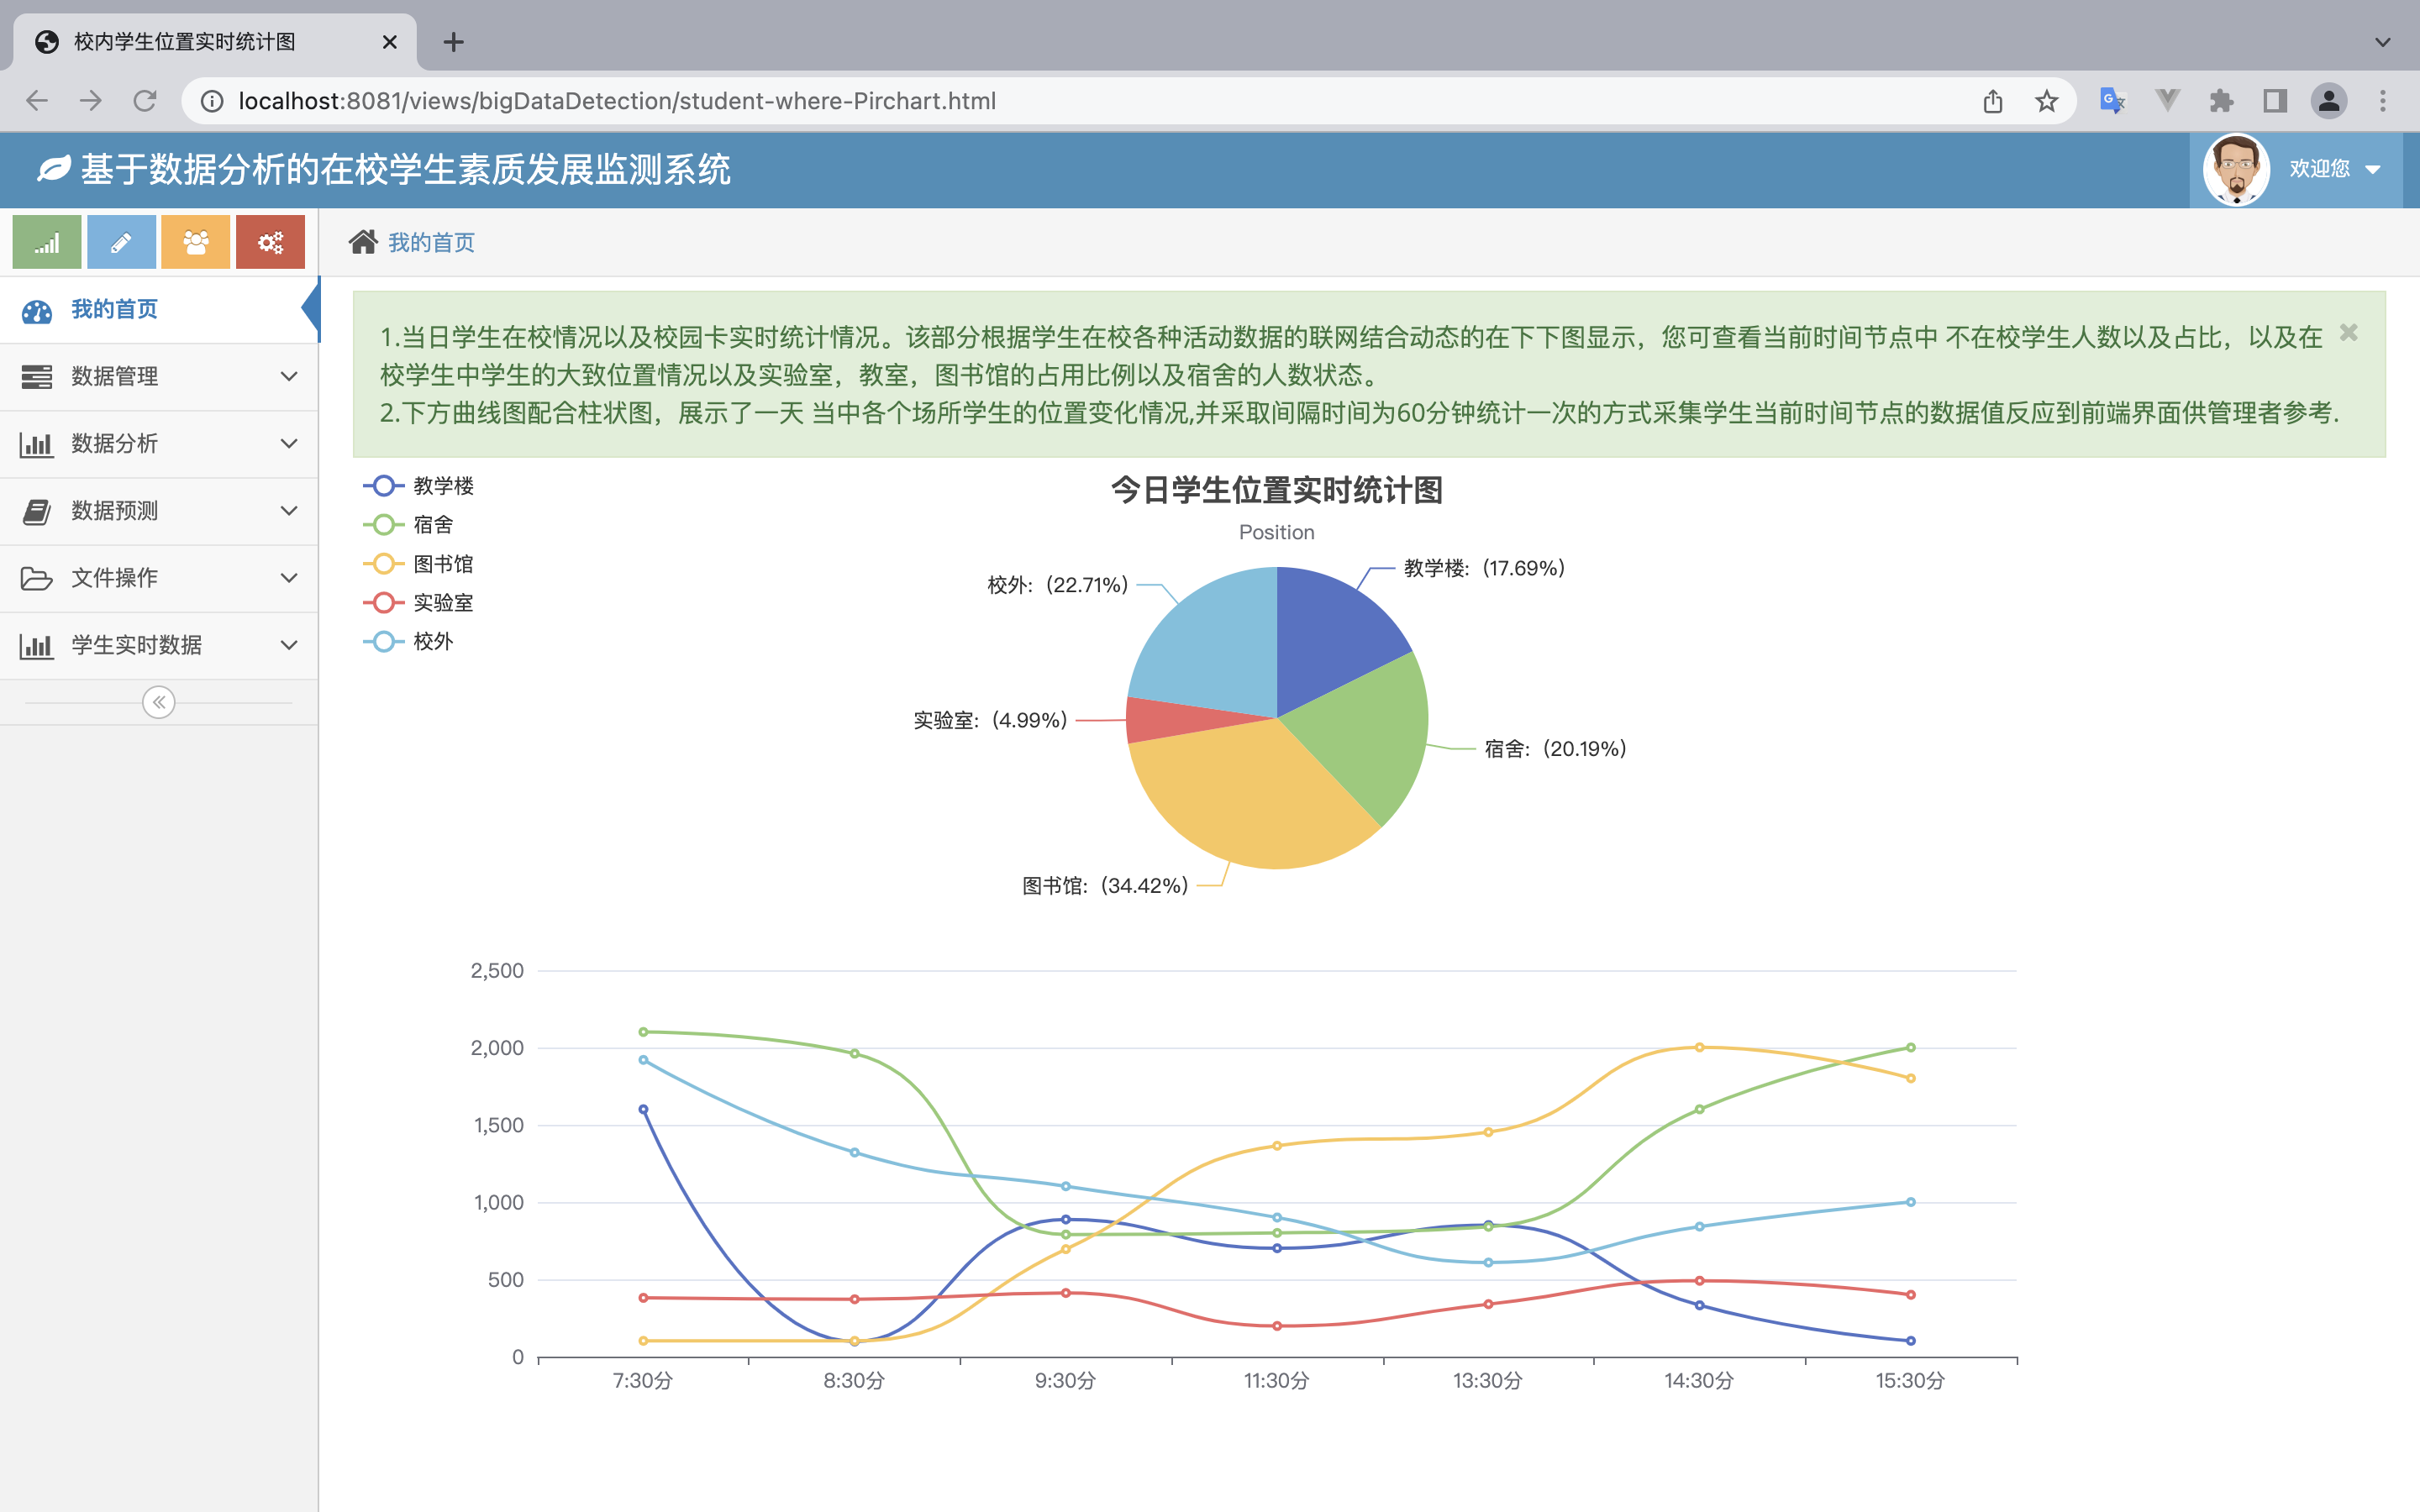 校内学生位置实时统计图
localhost:8081/views/bigDataDetection/student-where-Pirchart.html
基于数据分析的在校学生素质发展监测系统
欢迎您
我的首页
我的首页
数据管理
数据分析
数据预测
文件操作
学生实时数据
1.当日学生在校情况以及校园卡实时统计情况。该部分根据学生在校各种活动数据的联网结合动态的在下下图显示，您可查看当前时间节点中 不在校学生人数以及占比，以及在
校学生中学生的大致位置情况以及实验室，教室，图书馆的占用比例以及宿舍的人数状态。
2.下方曲线图配合柱状图，展示了一天 当中各个场所学生的位置变化情况,并采取间隔时间为60分钟统计一次的方式采集学生当前时间节点的数据值反应到前端界面供管理者参考.
教学楼
宿舍
图书馆
实验室
校外
今日学生位置实时统计图
Position
教学楼:（17.69%）
校外:（22.71%）
实验室:（4.99%）
宿舍:（20.19%）
图书馆:（34.42%）
2,500
2,000
1,500
1,000
500
0
7:30分 8:30分 9:30分 11:30分 13:30分 14:30分 15:30分